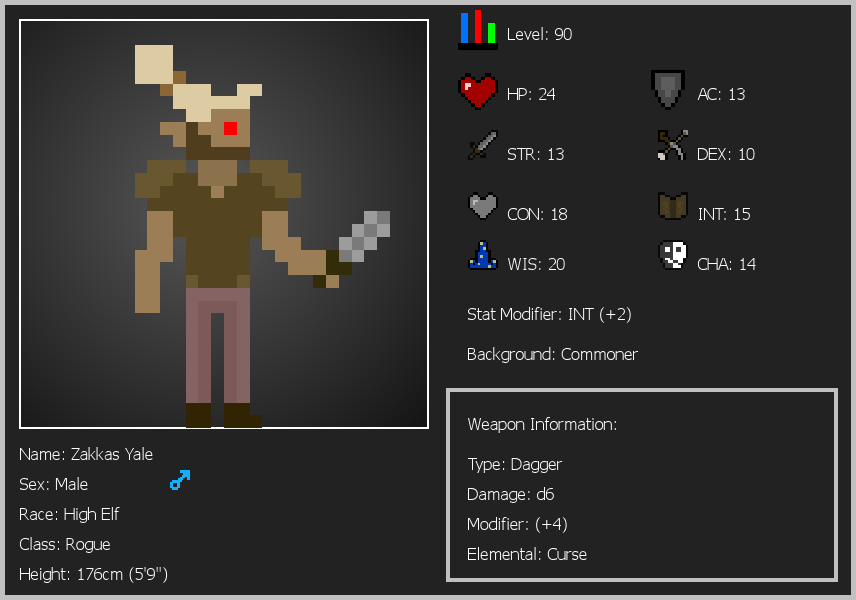 Level: 90
HP: 24
AC: 13
STR: 13
DEX: 10
CON: 18
INT: 15
WIS: 20
CHA: 14
Stat Modifier: INT (+2)
Background: Commoner
Weapon Information:
Type: Dagger
Damage: d6
Modifier: (+4)
Elemental: Curse
Name: Zakkas Yale
Sex: Male
Race: High Elf
Class: Rogue
Height: 176cm (5'9")